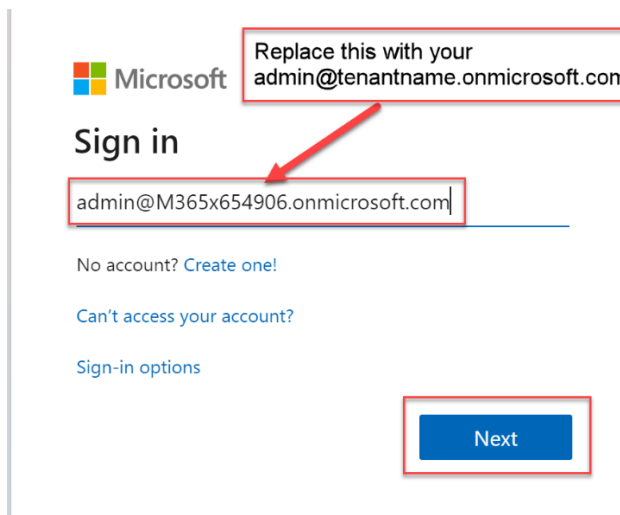 Replace this with your
admin@tenantname.onmicrosoft.com
Microsoft
Sign in
admin@M365x654906.onmicrosoft.com
No account? Create one!
Can't access your account?
Sign-in options
Next